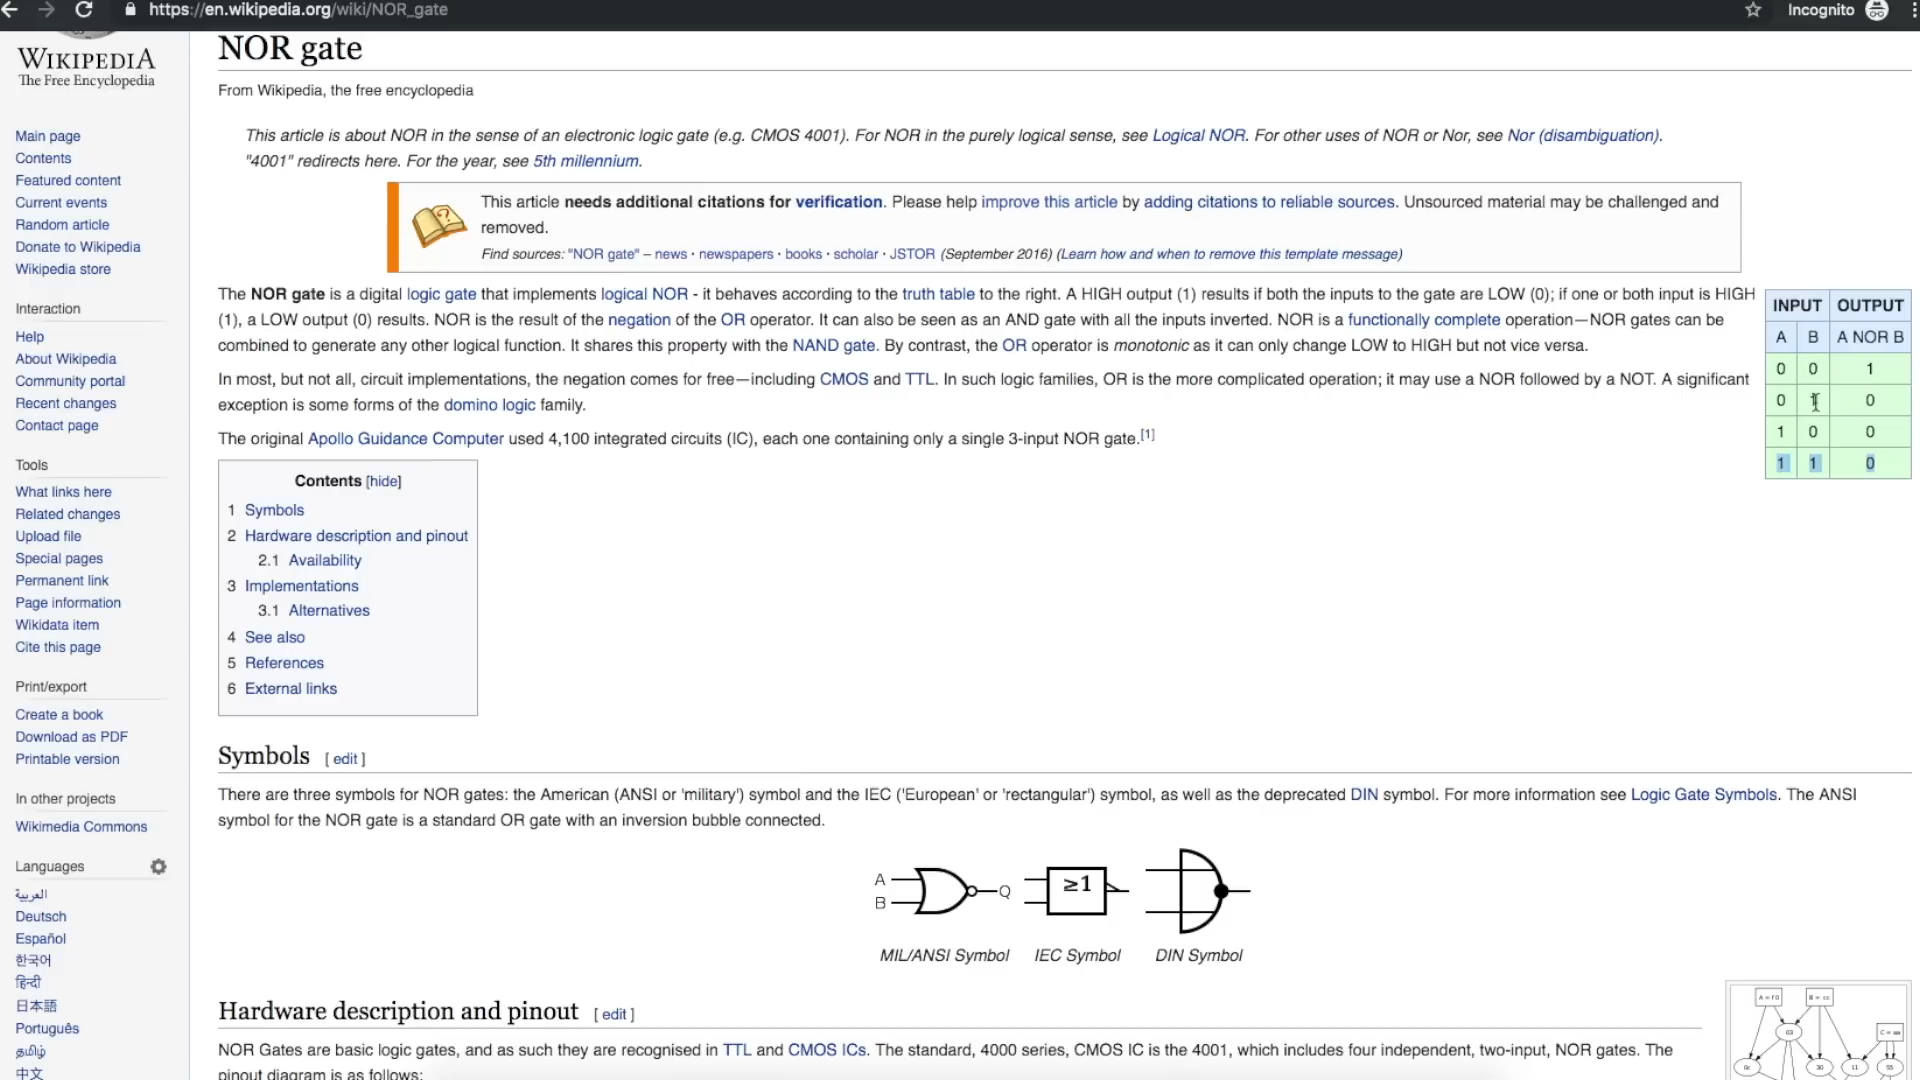 https://en.wikipedia.org/wiki/NOR_gate
Incognito
WIKIPEDIA
The Free Encyclopedia
Main page
Contents
Featured content
Current events
Random article
Donate to Wikipedia
Wikipedia store
Interaction
Help
About Wikipedia
Community portal
Recent changes
Contact page
Tools
What links here
Related changes
Upload file
Special pages
Permanent link
Page information
Wikidata item
Cite this page
Print/export
Create a book
Download as PDF
Printable version
In other projects
Wikimedia Commons
Languages
العربية
Deutsch
Español
한국어
हिन्दी
日本語
Português
தமிழ்
中文
NOR gate
From Wikipedia, the free encyclopedia
This article is about NOR in the sense of an electronic logic gate (e.g. CMOS 4001). For NOR in the purely logical sense, see Logical NOR. For other uses of NOR or Nor, see Nor (disambiguation).
"4001" redirects here. For the year, see 5th millennium.
This article needs additional citations for verification. Please help improve this article by adding citations to reliable sources. Unsourced material may be challenged and
removed.
Find sources: "NOR gate" – news · newspapers · books · scholar · JSTOR (September 2016) (Learn how and when to remove this template message)
The NOR gate is a digital logic gate that implements logical NOR - it behaves according to the truth table to the right. A HIGH output (1) results if both the inputs to the gate are LOW (0); if one or both input is HIGH
(1), a LOW output (0) results. NOR is the result of the negation of the OR operator. It can also be seen as an AND gate with all the inputs inverted. NOR is a functionally complete operation—NOR gates can be
combined to generate any other logical function. It shares this property with the NAND gate. By contrast, the OR operator is monotonic as it can only change LOW to HIGH but not vice versa.
In most, but not all, circuit implementations, the negation comes for free—including CMOS and TTL. In such logic families, OR is the more complicated operation; it may use a NOR followed by a NOT. A significant
exception is some forms of the domino logic family.
The original Apollo Guidance Computer used 4,100 integrated circuits (IC), each one containing only a single 3-input NOR gate.[1]
INPUT OUTPUT
A B A NOR B
0 0 1
0 1 0
1 0 0
1 1 0
Contents [hide]
1 Symbols
2 Hardware description and pinout
2.1 Availability
3 Implementations
3.1 Alternatives
4 See also
5 References
6 External links
Symbols [ edit ]
There are three symbols for NOR gates: the American (ANSI or 'military') symbol and the IEC ('European' or 'rectangular') symbol, as well as the deprecated DIN symbol. For more information see Logic Gate Symbols. The ANSI
symbol for the NOR gate is a standard OR gate with an inversion bubble connected.
A
B
Q
≥1
MIL/ANSI Symbol IEC Symbol DIN Symbol
Hardware description and pinout [ edit ]
NOR Gates are basic logic gates, and as such they are recognised in TTL and CMOS ICs. The standard, 4000 series, CMOS IC is the 4001, which includes four independent, two-input, NOR gates. The
pinout diagram is as follows:
A = f0 B = cc
03
C = aa
0c 30 11 55